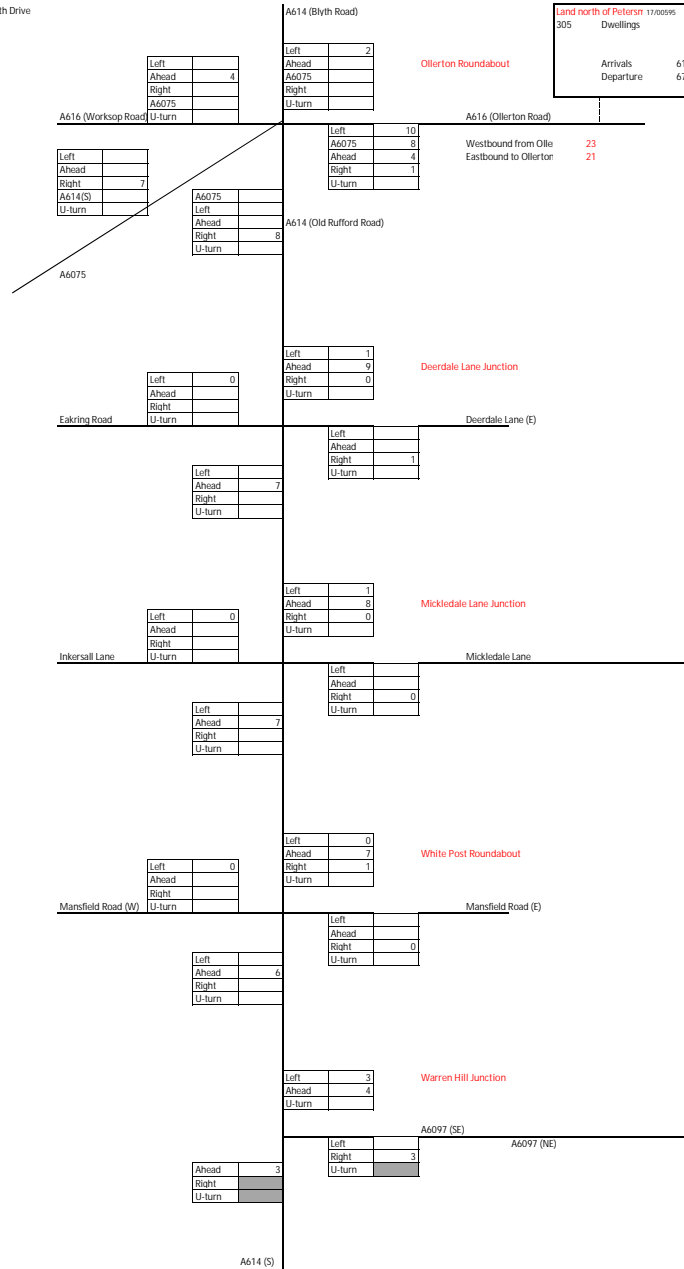 th Drive
A614 (Blyth Road)
Land north of Petersm 17/00595
305 Dwellings
Arrivals 61
Departure 67
Left 2
Ahead
A6075
Right
U-turn
Ollerton Roundabout
Left
Ahead 4
Right
A6075
U-turn
A616 (Worksop Road)
A616 (Ollerton Road)
Left 10
A6075 8
Ahead 4
Right 1
U-turn
Westbound from Olle 23
Eastbound to Ollerton 21
Left
Ahead
Right 7
A614(S)
U-turn
A6075
Left
Ahead
Right 8
U-turn
A614 (Old Rufford Road)
A6075
Left 1
Ahead 9
Right 0
U-turn
Deerdale Lane Junction
Left 0
Ahead
Right
U-turn
Eakring Road
Deerdale Lane (E)
Left
Ahead
Right 1
U-turn
Left
Ahead 7
Right
U-turn
Left 1
Ahead 8
Right 0
U-turn
Mickledale Lane Junction
Left 0
Ahead
Right
U-turn
Inkersall Lane
Mickledale Lane
Left
Ahead
Right 0
U-turn
Left
Ahead 7
Right
U-turn
Left 0
Ahead 7
Right 1
U-turn
White Post Roundabout
Left 0
Ahead
Right
U-turn
Mansfield Road (W)
Mansfield Road (E)
Left
Ahead
Right 0
U-turn
Left
Ahead 6
Right
U-turn
Left 3
Ahead 4
U-turn
Warren Hill Junction
A6097 (SE)
A6097 (NE)
Left
Right 3
U-turn
Ahead 3
Right
U-turn
A614 (S)